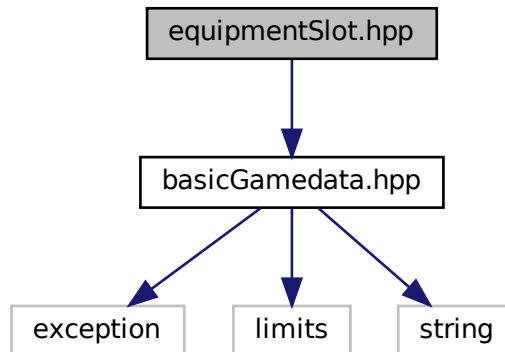 equipmentSlot.hpp
basicGamedata.hpp
exception
limits
string